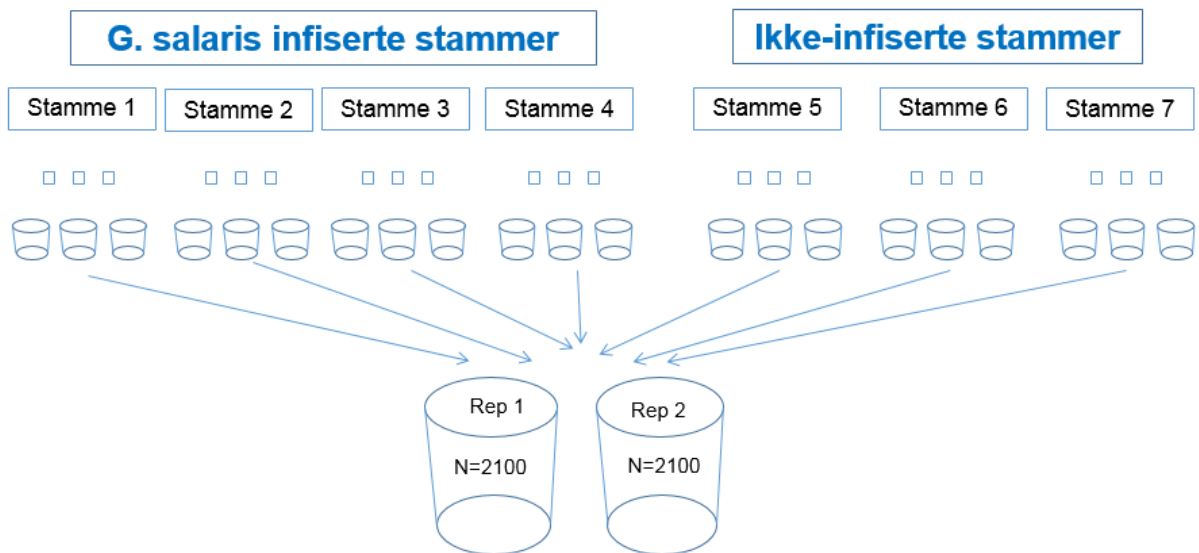 G. salaris infiserte stammer
Ikke-infiserte stammer
Stamme 1
Stamme 2
Stamme 3
Stamme 4
Stamme 5
Stamme 6
Stamme 7
Rep 1
Rep 2
N=2100
N=2100